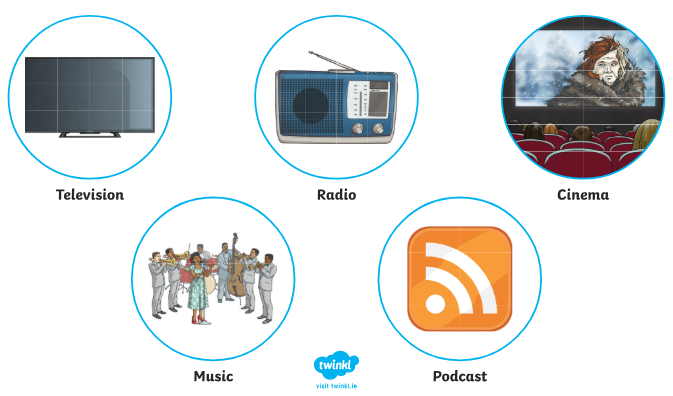 Television
Radio
Cinema
Music
Podcast
twinkl
visit twinkl.ie